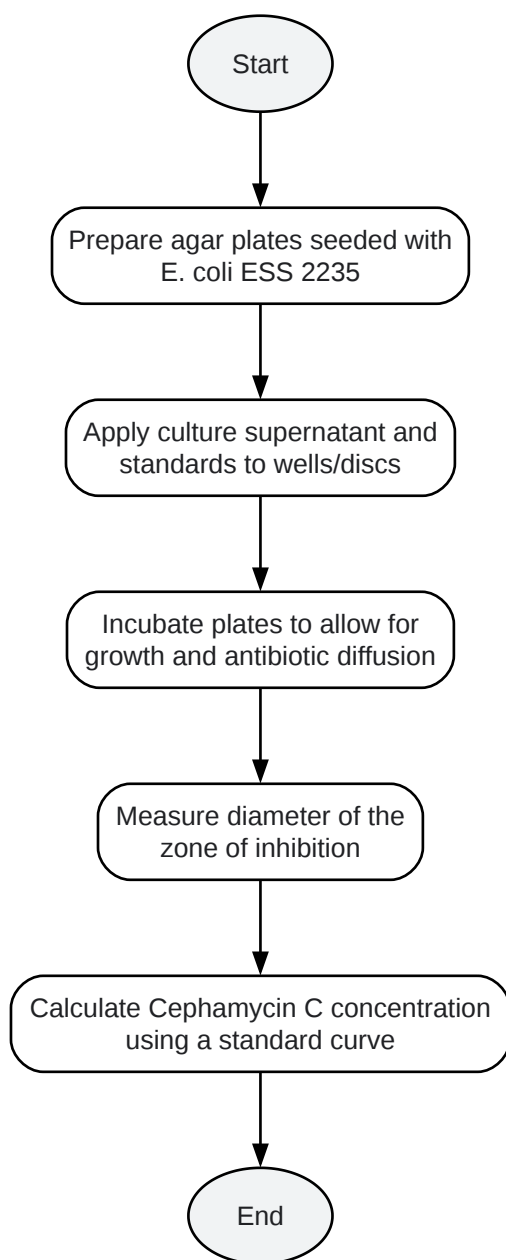 Start
Prepare agar plates seeded with
E. coli ESS 2235
Apply culture supernatant and
standards to wells/discs
Incubate plates to allow for
growth and antibiotic diffusion
Measure diameter of the
zone of inhibition
Calculate Cephamycin C concentration
using a standard curve
End